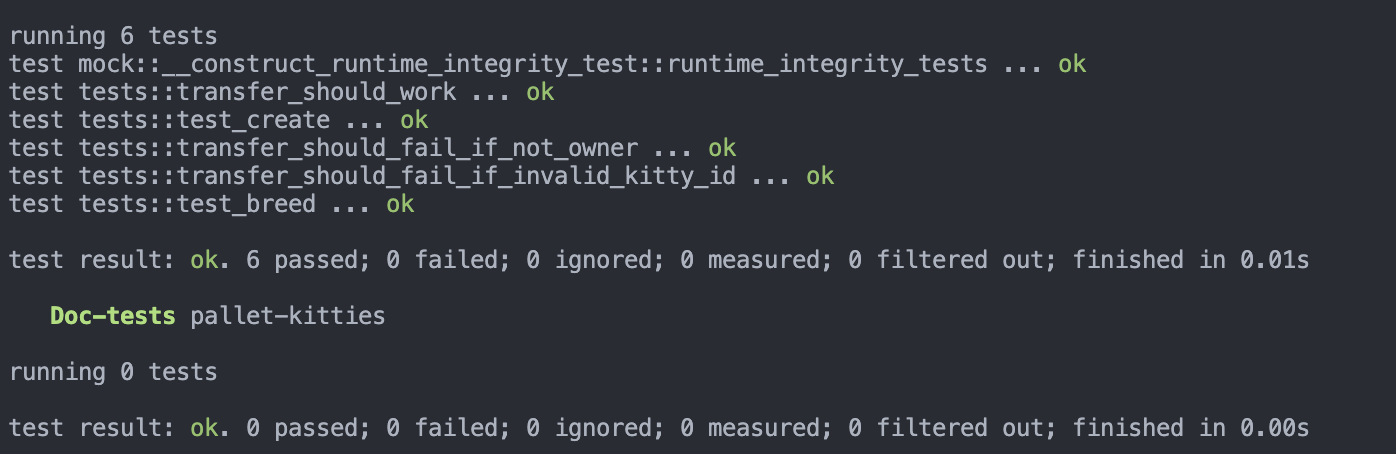 running 6 tests
test mock::__construct_runtime_integrity_test::runtime_integrity_tests ... ok
test tests::transfer_should_work ... ok
test tests::test_create ... ok
test tests::transfer_should_fail_if_not_owner ... ok
test tests::transfer_should_fail_if_invalid_kitty_id ... ok
test tests::test_breed ... ok
test result: ok. 6 passed; 0 failed; 0 ignored; 0 measured; 0 filtered out; finished in 0.01s
Doc-tests pallet-kitties
running 0 tests
test result: ok. 0 passed; 0 failed; 0 ignored; 0 measured; 0 filtered out; finished in 0.00s